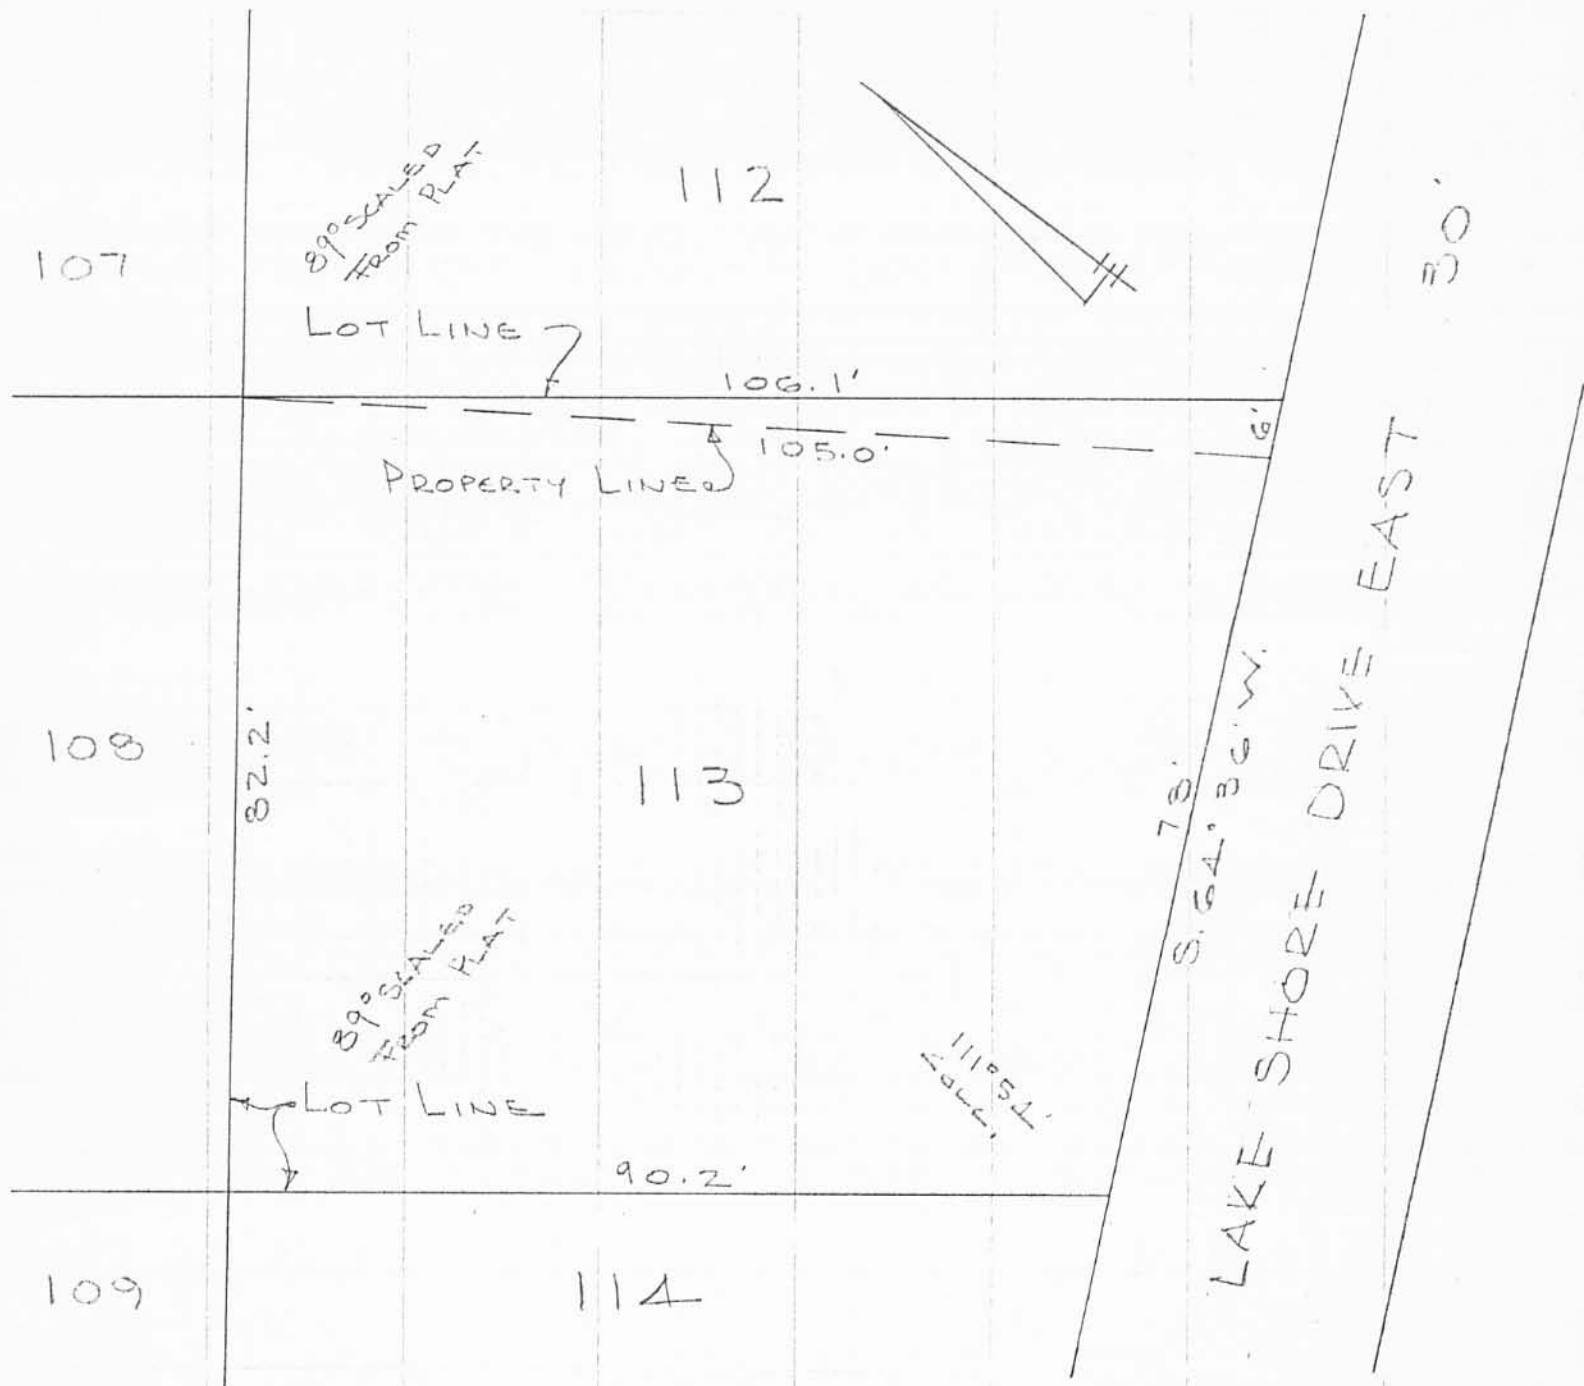 112
107
89° SCALED
FROM PLAT
LOT LINE
106.1'
6'
105.0'
PROPERTY LINE
30'
108
82.2'
113
78'
S. 64° 36' W.
LAKE SHORE DRIVE EAST
89° SCALED
FROM PLAT
111°54'
CALC.
LOT LINE
90.2'
109
114